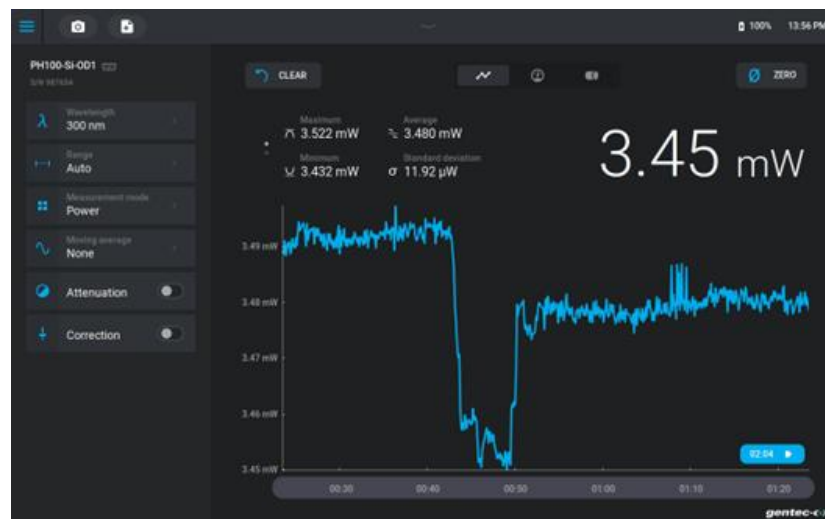 100% 13:56 PM
PH100-Si-OD1
CLEAR
ZERO
Wavelength
300 nm
Range
Auto
Measurement mode
Power
Moving average
None
Attenuation
Correction
Maximum
3.522 mW
Average
3.480 mW
Minimum
3.432 mW
Standard deviation
σ 11.92 µW
3.45 mW
3.49 mW
3.48 mW
3.47 mW
3.46 mW
3.45 mW
02:04
00:30 00:40 00:50 01:00 01:10 01:20
gentec-e